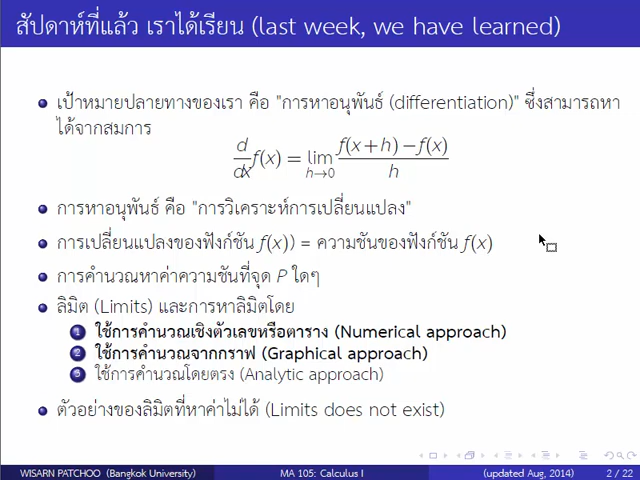 สัปดาห์ที่แล้ว เราได้เรียน (last week, we have learned)
เป้าหมายปลายทางของเรา คือ "การหาอนุพันธ์ (differentiation)" ซึ่งสามารถหา
ได้จากสมการ
d/dx f(x) = lim h→0 f(x+h)−f(x)/h
การหาอนุพันธ์ คือ "การวิเคราะห์การเปลี่ยนแปลง"
การเปลี่ยนแปลงของฟังก์ชัน f(x)) = ความชันของฟังก์ชัน f(x)
การคำนวณหาค่าความชันที่จุด P ใดๆ
ลิมิต (Limits) และการหาลิมิตโดย
1 ใช้การคำนวณเชิงตัวเลขหรือตาราง (Numerical approach)
2 ใช้การคำนวณจากกราฟ (Graphical approach)
3 ใช้การคำนวณโดยตรง (Analytic approach)
ตัวอย่างของลิมิตที่หาค่าไม่ได้ (Limits does not exist)
WISARN PATCHOO (Bangkok University) MA 105: Calculus I (updated Aug, 2014) 2 / 22